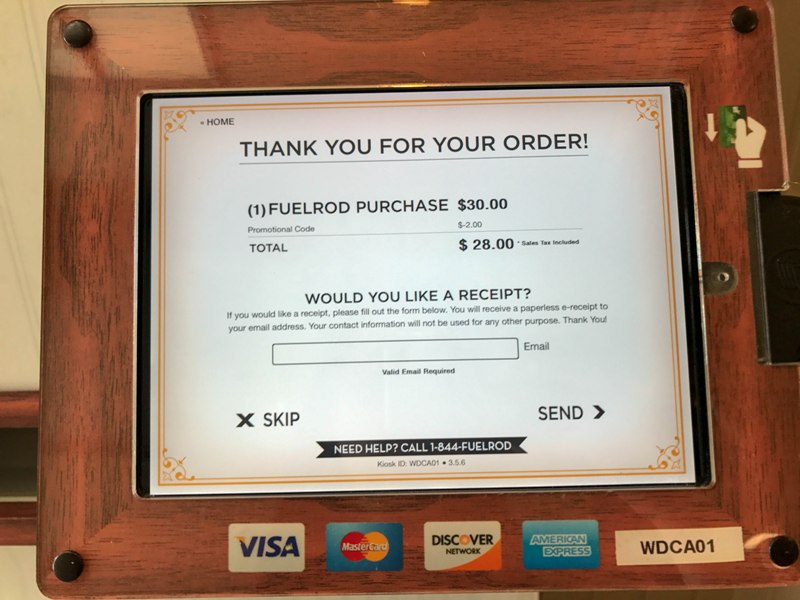 « HOME
THANK YOU FOR YOUR ORDER!
(1) FUELROD PURCHASE $30.00
Promotional Code $-2.00
TOTAL $ 28.00 * Sales Tax Included
WOULD YOU LIKE A RECEIPT?
If you would like a receipt, please fill out the form below. You will receive a paperless e-receipt to
your email address. Your contact information will not be used for any other purpose. Thank You!
Email
Valid Email Required
X SKIP
SEND >
NEED HELP? CALL 1-844-FUELROD
Kiosk ID: WDCA01 • 3.5.6
VISA
MasterCard
DISCOVER
NETWORK
AMERICAN
EXPRESS
WDCA01